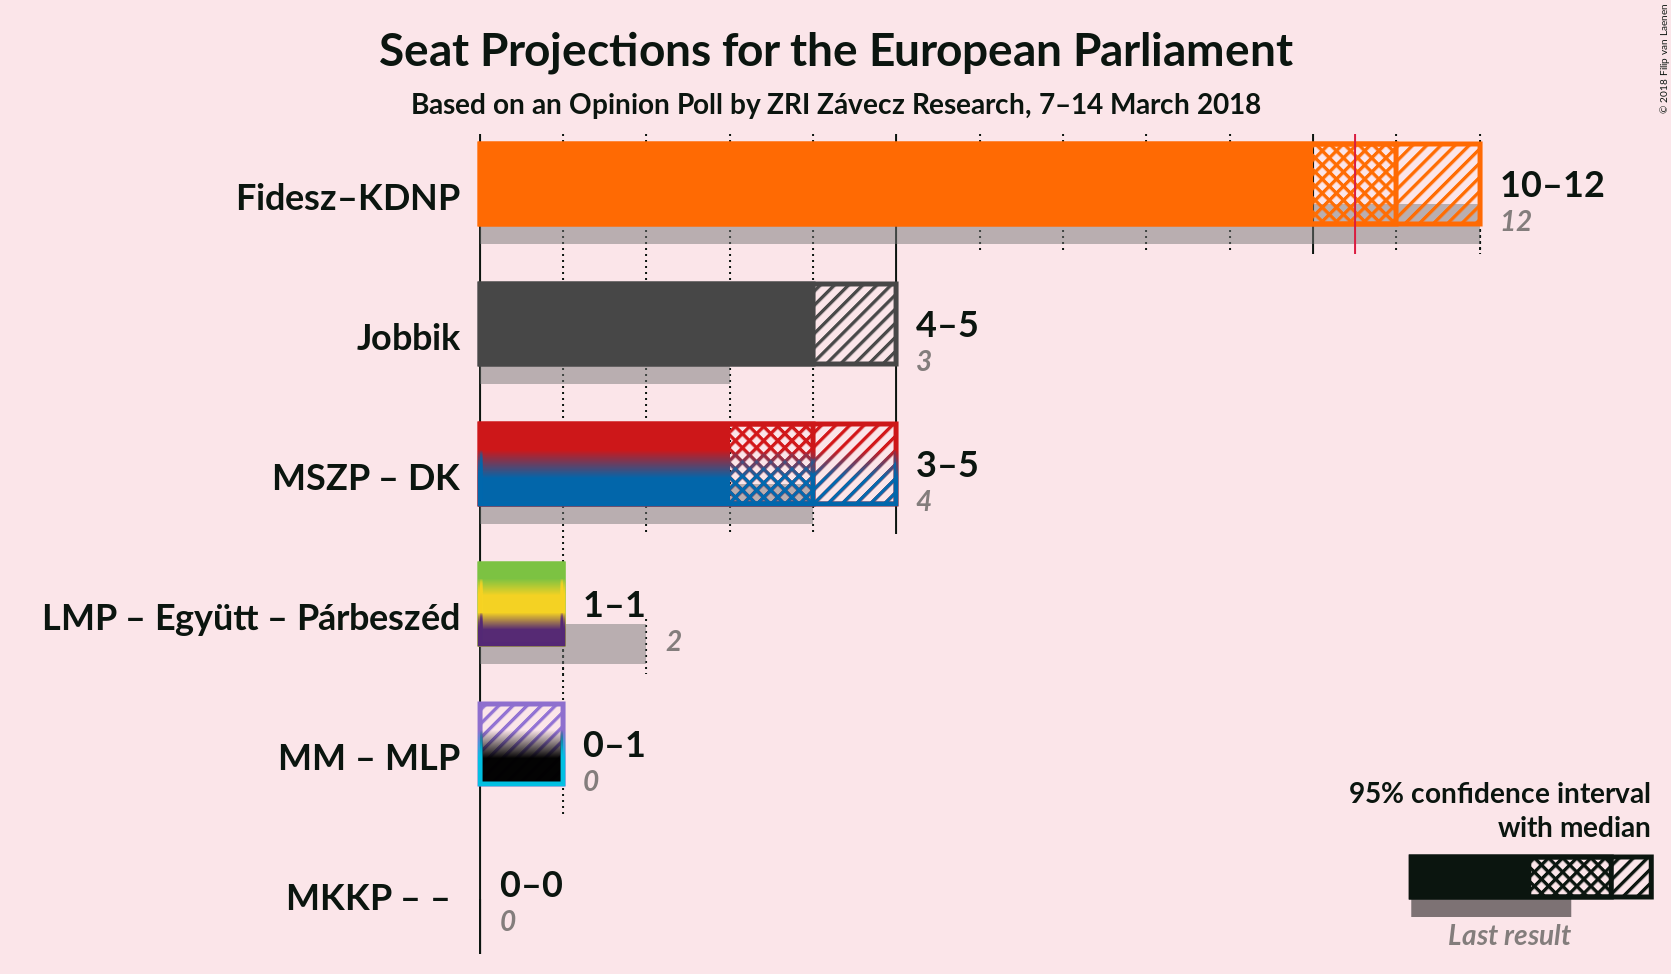 Seat Projections for the European Parliament
Based on an Opinion Poll by ZRI Závecz Research, 7–14 March 2018
© 2018 Filip van Laenen
Fidesz–KDNP
10–12
12
Jobbik
4–5
3
MSZP – DK
3–5
4
LMP – Együtt – Párbeszéd
1–1
2
MM – MLP
0–1
0
MKKP – –
0–0
0
95% confidence interval
with median
Last result